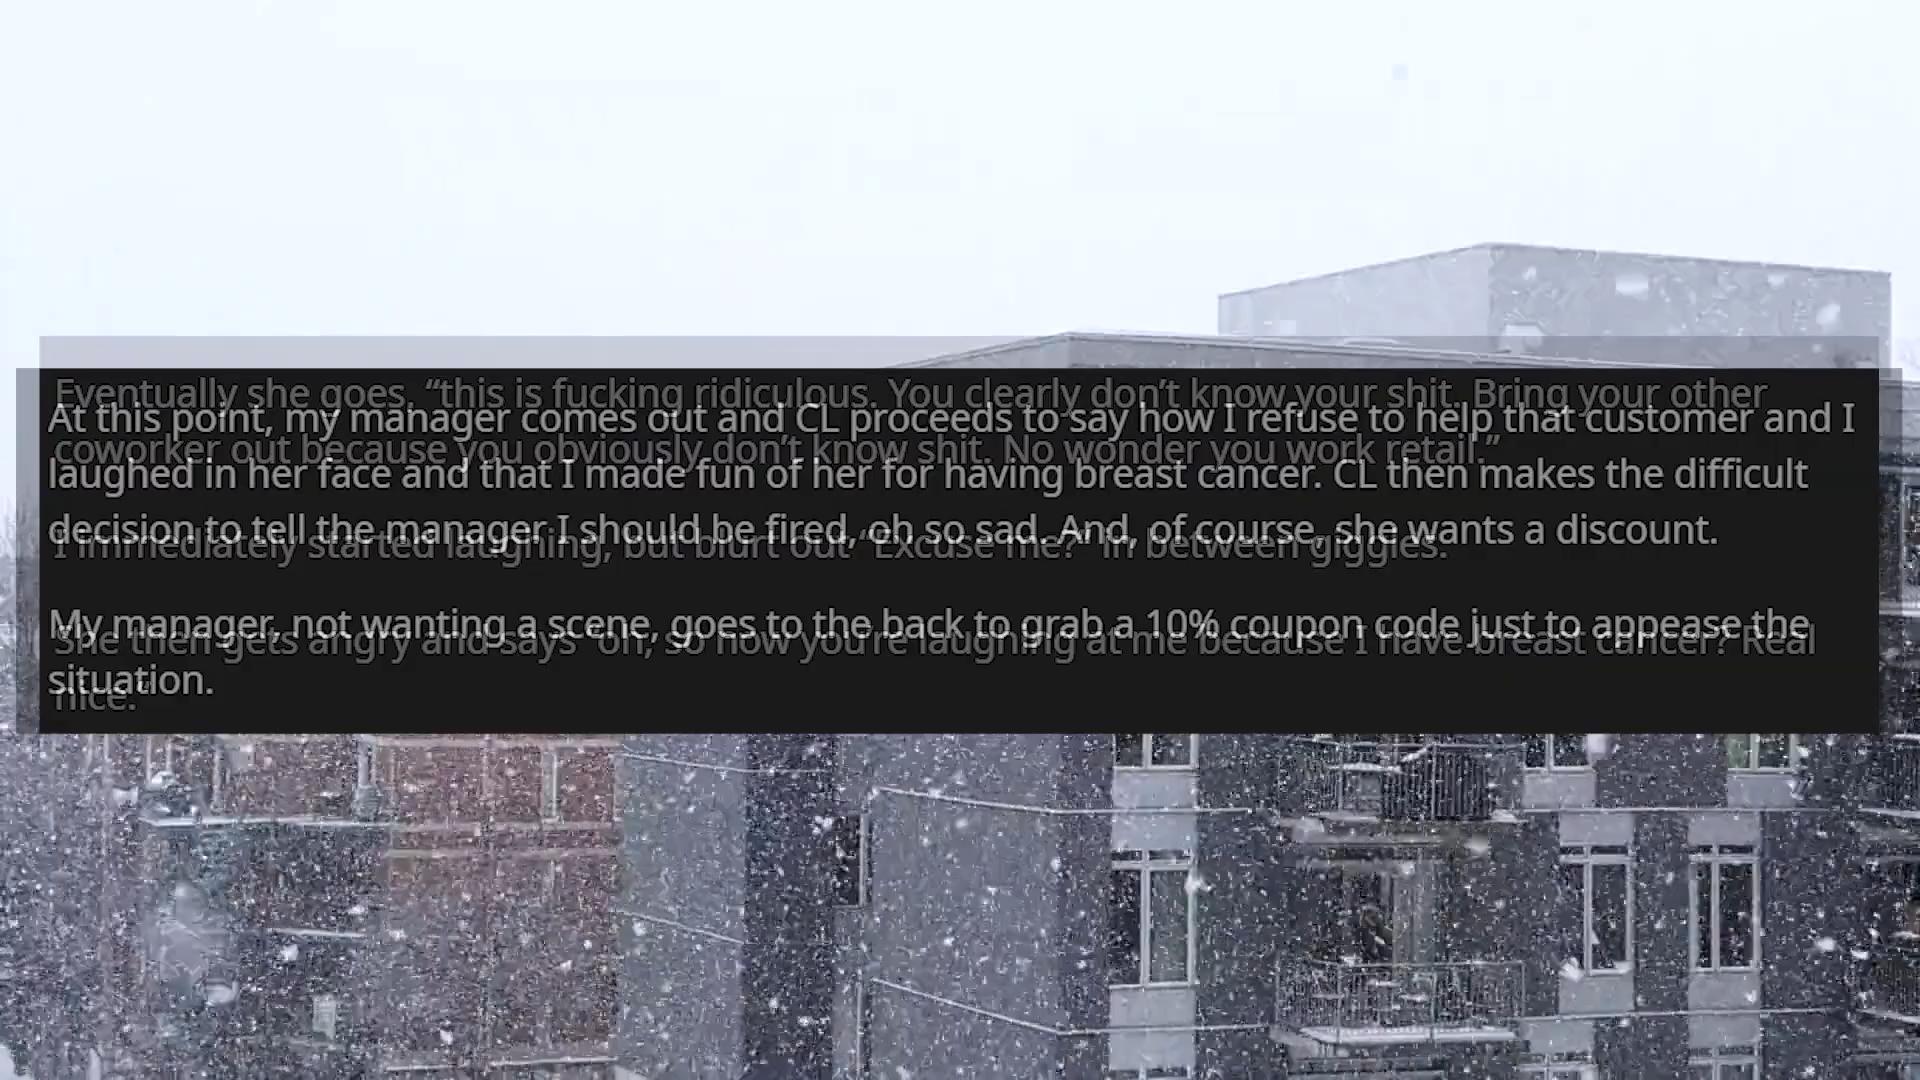 Eventually she goes, “this is fucking ridiculous. You clearly don’t know your shit. Bring your other
coworker out because you obviously don’t know shit. No wonder you work retail.”
I immediately started laughing, but blurt out “Excuse me?” in between giggles.
She then gets angry and says “oh, so now you’re laughing at me because I have breast cancer? Real
nice.”
At this point, my manager comes out and CL proceeds to say how I refuse to help that customer and I
laughed in her face and that I made fun of her for having breast cancer. CL then makes the difficult
decision to tell the manager I should be fired, oh so sad. And, of course, she wants a discount.
My manager, not wanting a scene, goes to the back to grab a 10% coupon code just to appease the
situation.